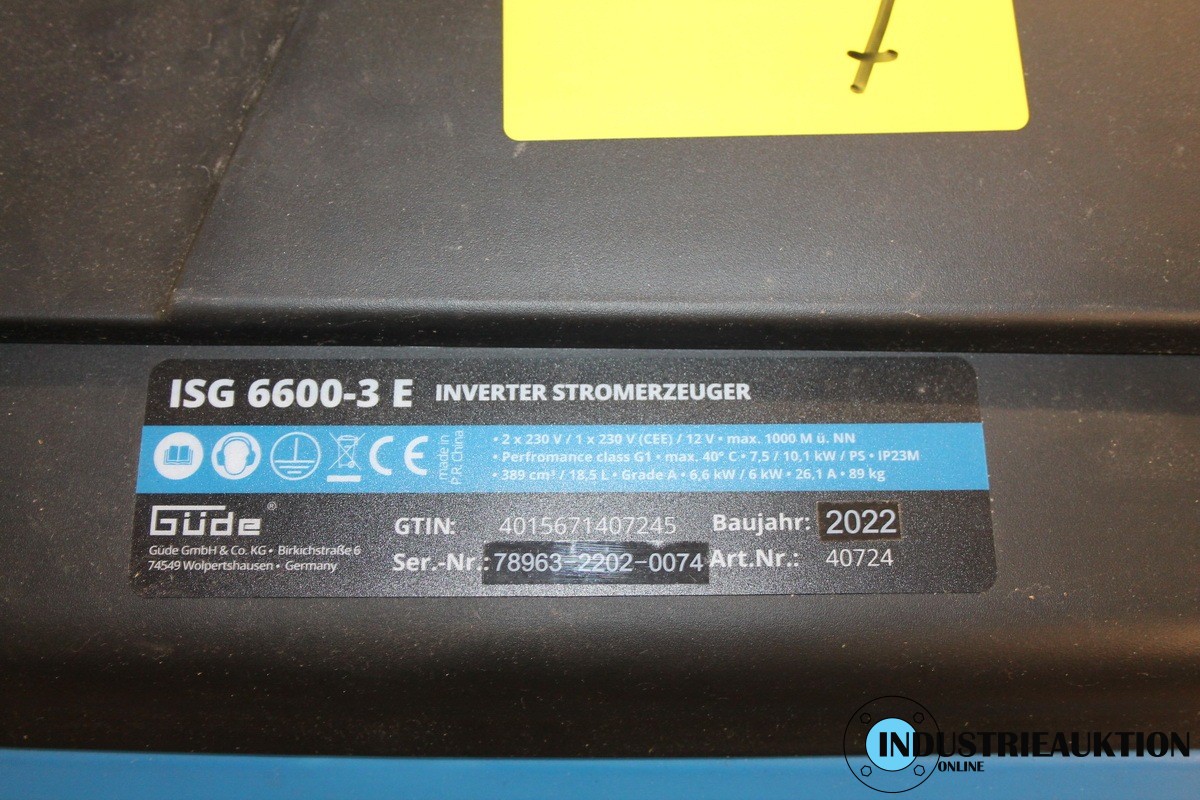 ISG 6600-3 E INVERTER STROMERZEUGER
CE
made in
P.R. China
• 2 x 230 V / 1 x 230 V (CEE) / 12 V • max. 1000 M ü. NN
• Perfromance class G1 • max. 40° C • 7,5 / 10,1 kW / PS • IP23M
• 389 cm³ / 18,5 L • Grade A • 6,6 kW / 6 kW • 26,1 A • 89 kg
Güde®
Güde GmbH & Co. KG • Birkichstraße 6
74549 Wolpertshausen • Germany
GTIN: 4015671407245 Baujahr: 2022
Ser.-Nr.: 78963-2202-0074 Art.Nr.: 40724
INDUSTRIEAUKTION
ONLINE